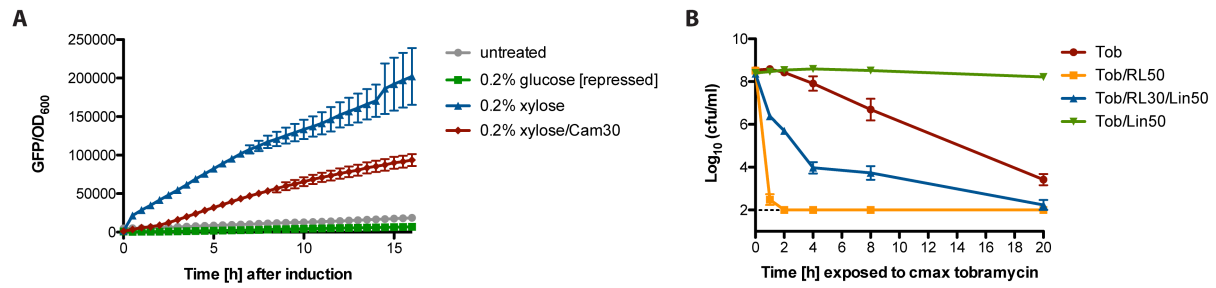 A
250000
200000
150000
100000
50000
0
GFP/OD600
0
5
10
15
Time [h] after induction
untreated
0.2% glucose [repressed]
0.2% xylose
0.2% xylose/Cam30
B
10
8
6
4
2
Log10 (cfu/ml)
0 2 4 6 8 10 12 14 16 18 20
Time [h] exposed to cmax tobramycin
Tob
Tob/RL50
Tob/RL30/Lin50
Tob/Lin50